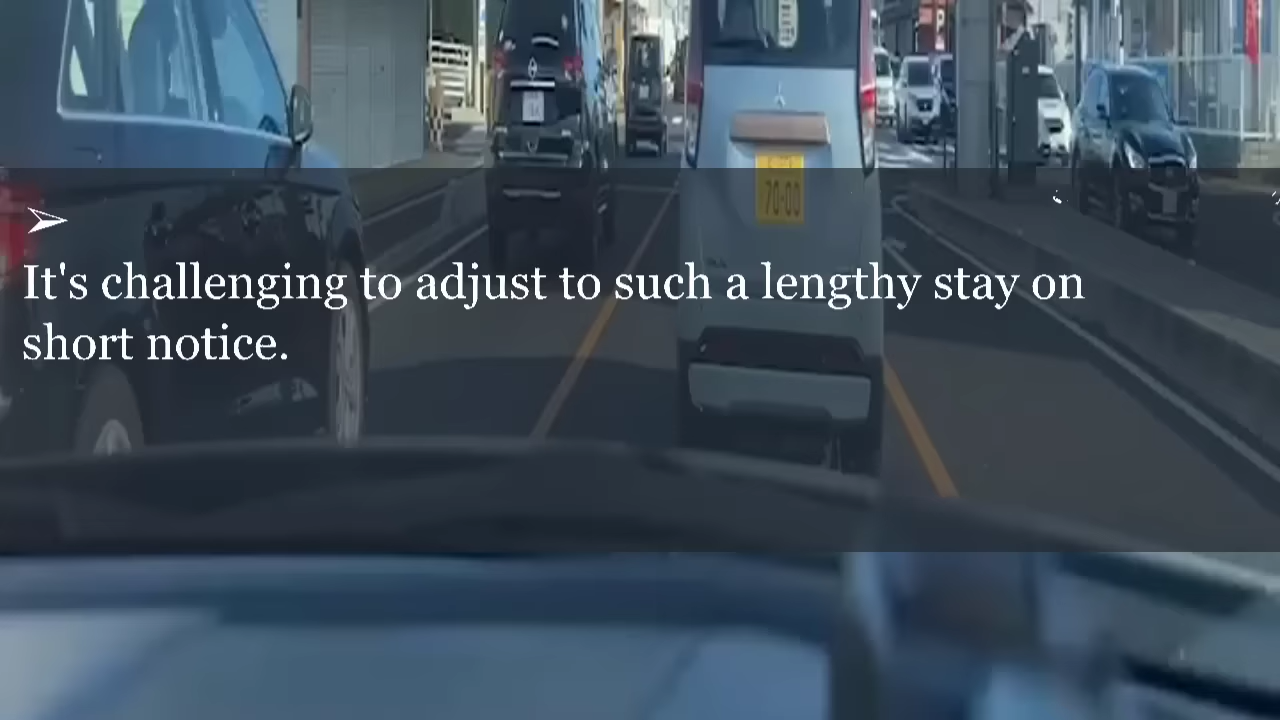 It's challenging to adjust to such a lengthy stay on
short notice.
70-00